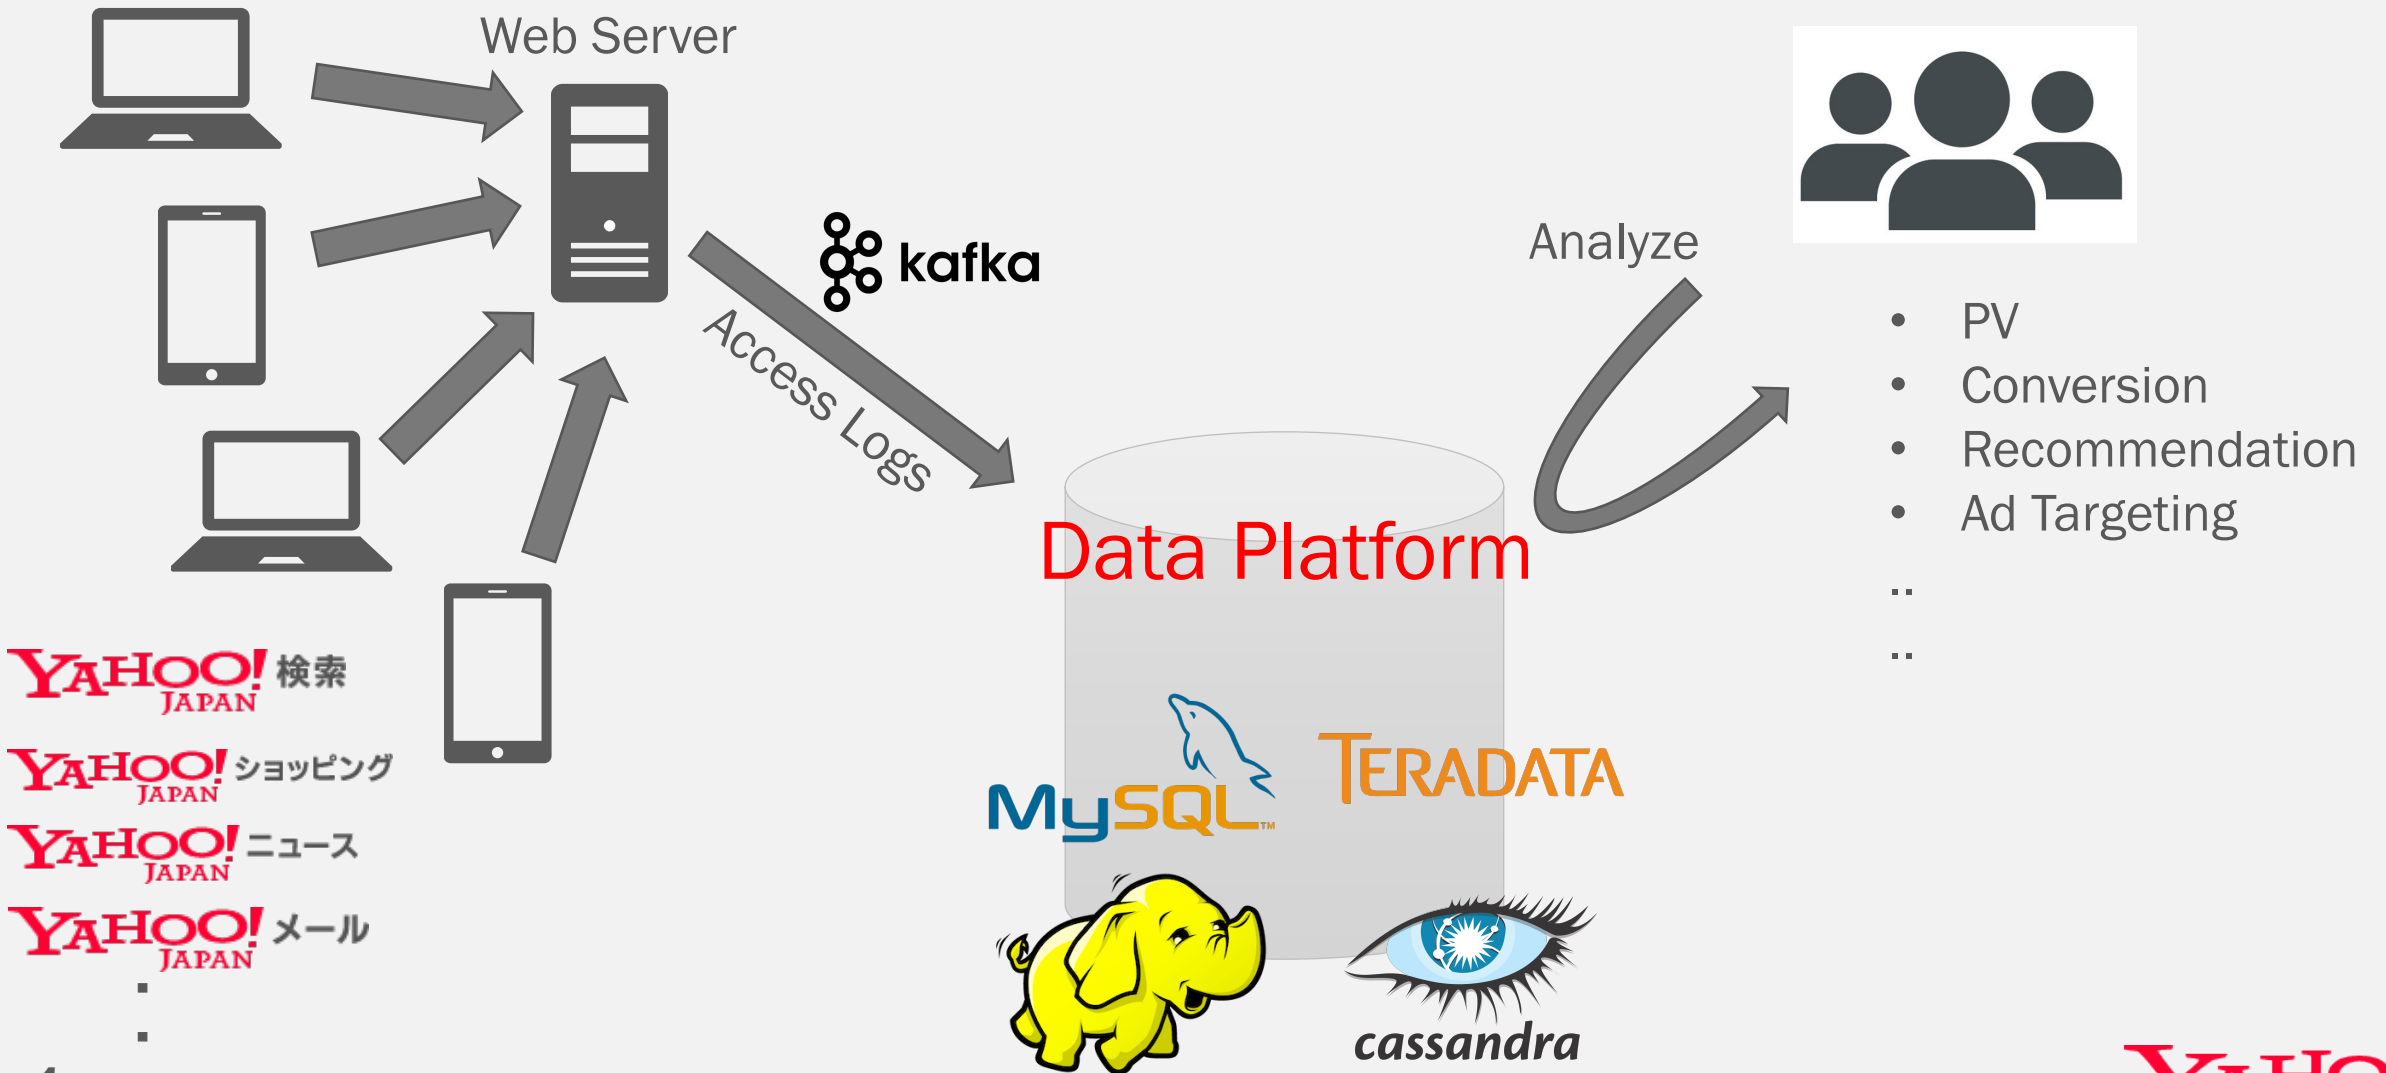 Web Server
kafka
Access Logs
Analyze
• PV
• Conversion
• Recommendation
• Ad Targeting
..
..
Data Platform
MySQL™
TERADATA
cassandra
YAHOO! JAPAN 検索
YAHOO! JAPAN ショッピング
YAHOO! JAPAN ニュース
YAHOO! JAPAN メール